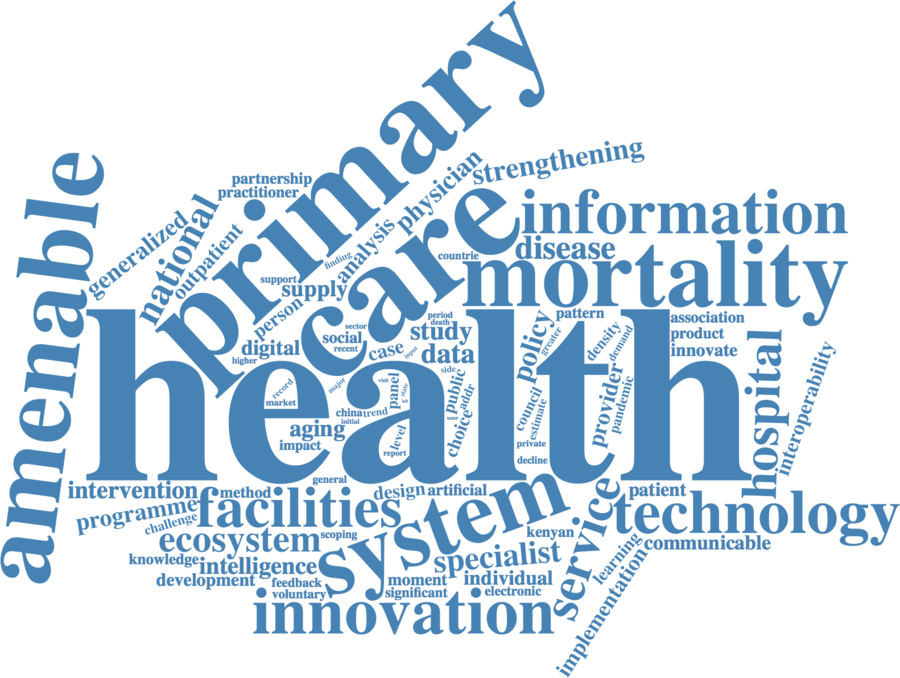 primary
strengthening
partnership
practitioner
physician
amenable
generalized
national
outpatient
care
information
analysis
disease
finding
countrie
mortality
support
supply
person
period
death
pattern
association
sector
social
recent
study
policy
greater
product
density
demand
innovate
digital
higher
case
input
data
health
side
record
market
major
visit
panel
state
public
addr
choice
user
provider
pandemic
hospital
interoperability
china
trend
initial
council
estimate
aging
impact
level
report
private
decline
general
intervention
method
design
artificial
patient
programme
challenge
facilities
system
service
technology
ecosystem
scoping
kenyan
specialist
communicable
learning
knowledge
intelligence
development
feedback
voluntary
moment
significant
individual
electronic
implementation
innovation